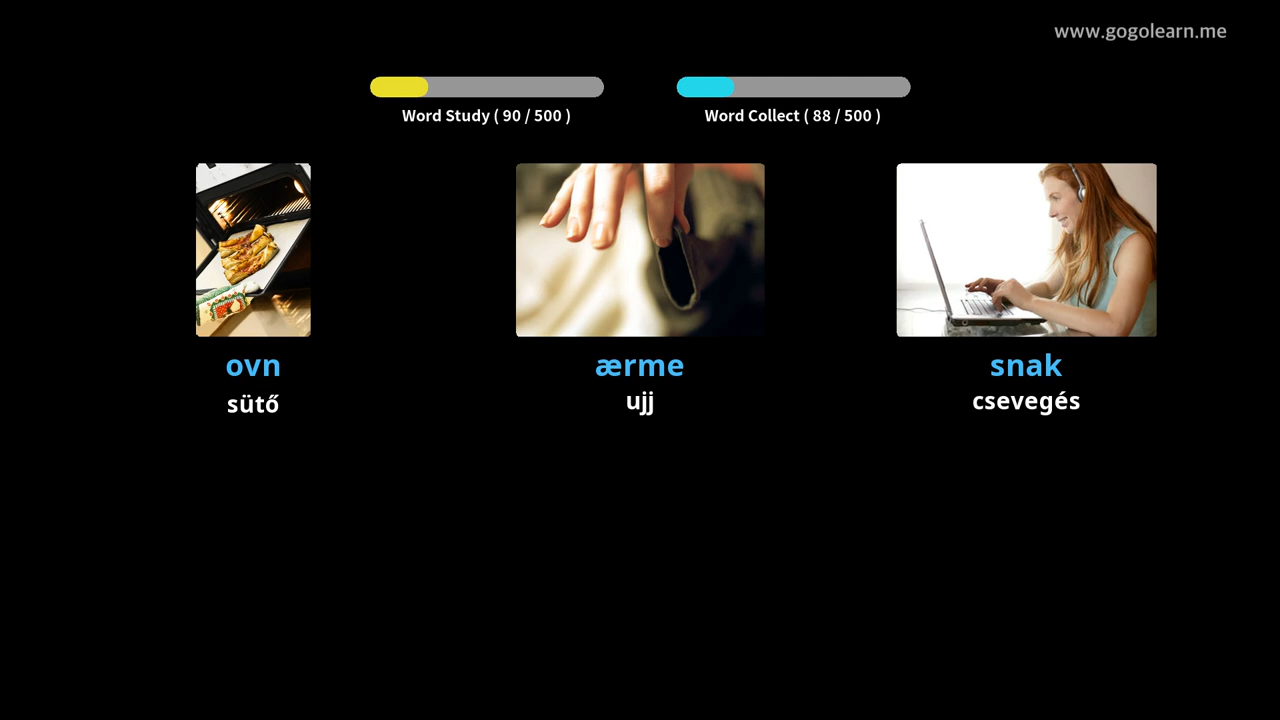 www.gogolearn.me
Word Study ( 90 / 500 )
Word Collect ( 88 / 500 )
ovn
ærme
snak
sütő
ujj
csevegés